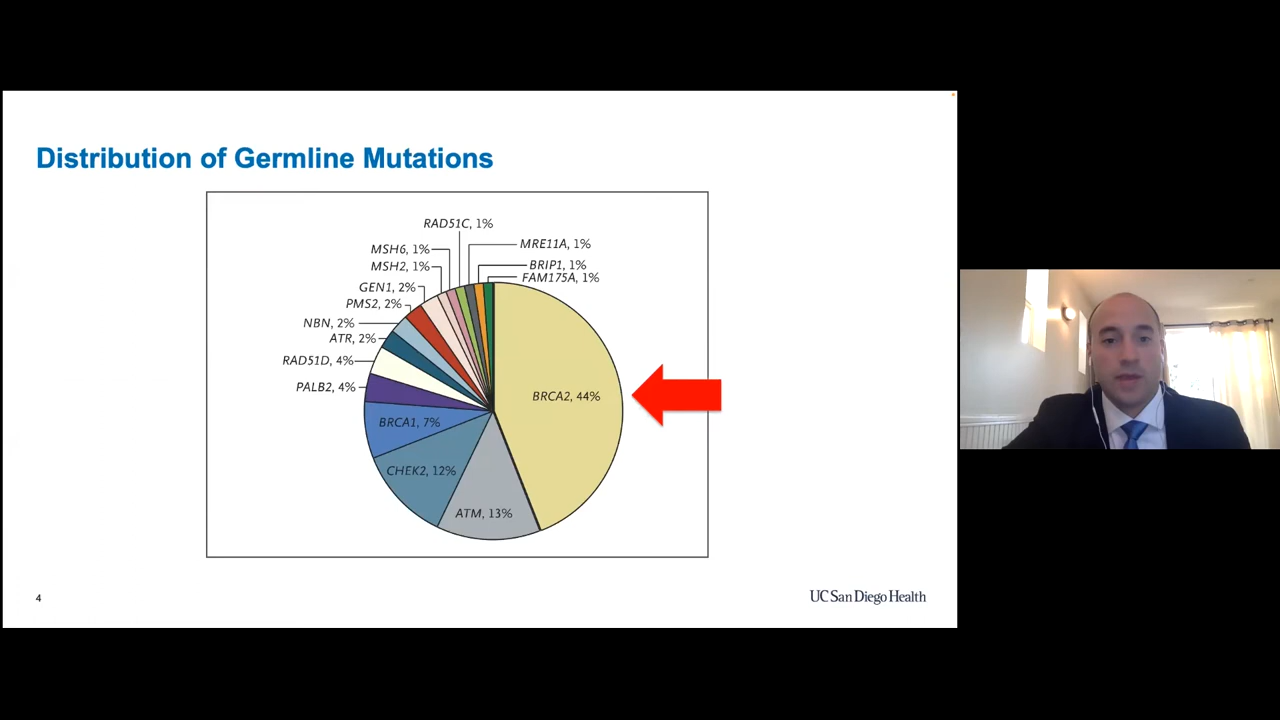 Distribution of Germline Mutations
RAD51C, 1%
MRE11A, 1%
MSH6, 1%
BRIP1, 1%
MSH2, 1%
FAM175A, 1%
GEN1, 2%
PMS2, 2%
NBN, 2%
ATR, 2%
RAD51D, 4%
PALB2, 4%
BRCA2, 44%
BRCA1, 7%
CHEK2, 12%
ATM, 13%
4
UC San Diego Health